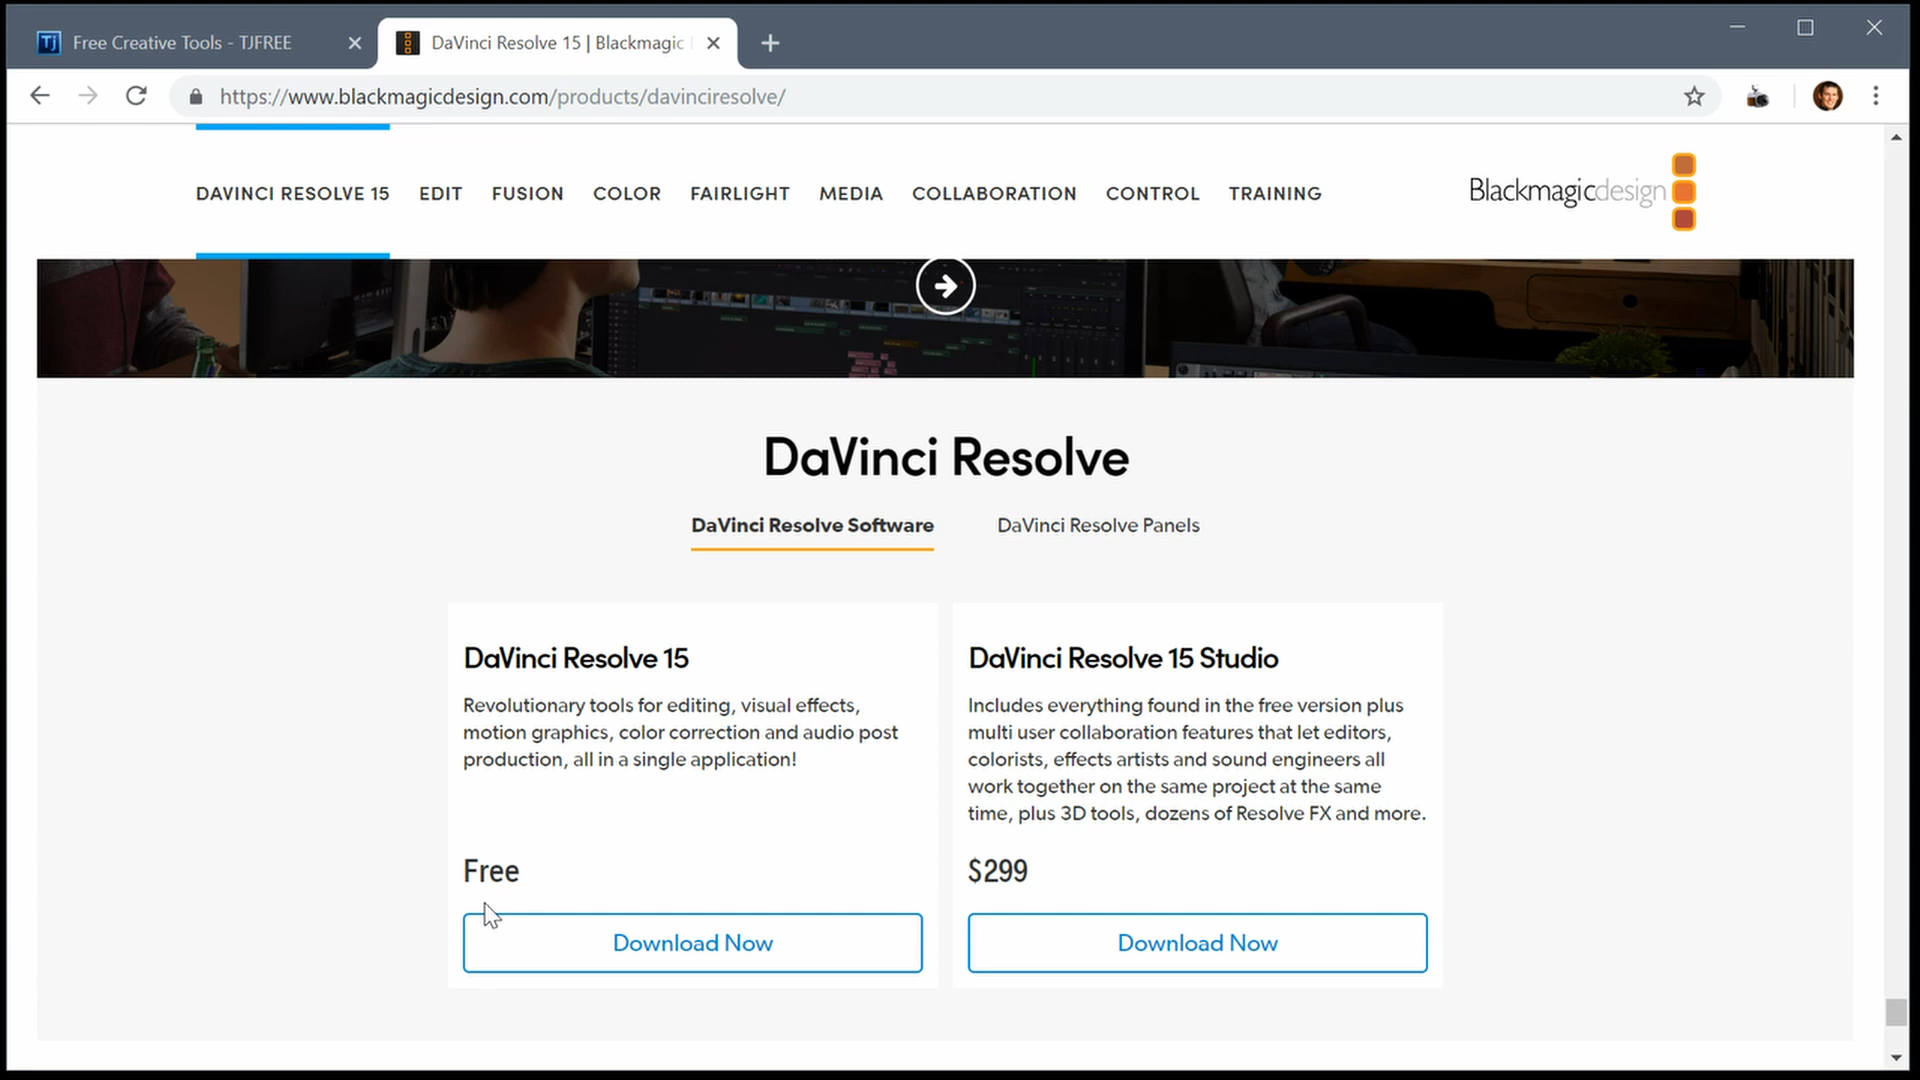 Free Creative Tools - TJFREE
DaVinci Resolve 15 | Blackmagic
https://www.blackmagicdesign.com/products/davinciresolve/
DAVINCI RESOLVE 15 EDIT FUSION COLOR FAIRLIGHT MEDIA COLLABORATION CONTROL TRAINING
Blackmagicdesign
DaVinci Resolve
DaVinci Resolve Software DaVinci Resolve Panels
DaVinci Resolve 15
Revolutionary tools for editing, visual effects,
motion graphics, color correction and audio post
production, all in a single application!
Free
Download Now
DaVinci Resolve 15 Studio
Includes everything found in the free version plus
multi user collaboration features that let editors,
colorists, effects artists and sound engineers all
work together on the same project at the same
time, plus 3D tools, dozens of Resolve FX and more.
$299
Download Now